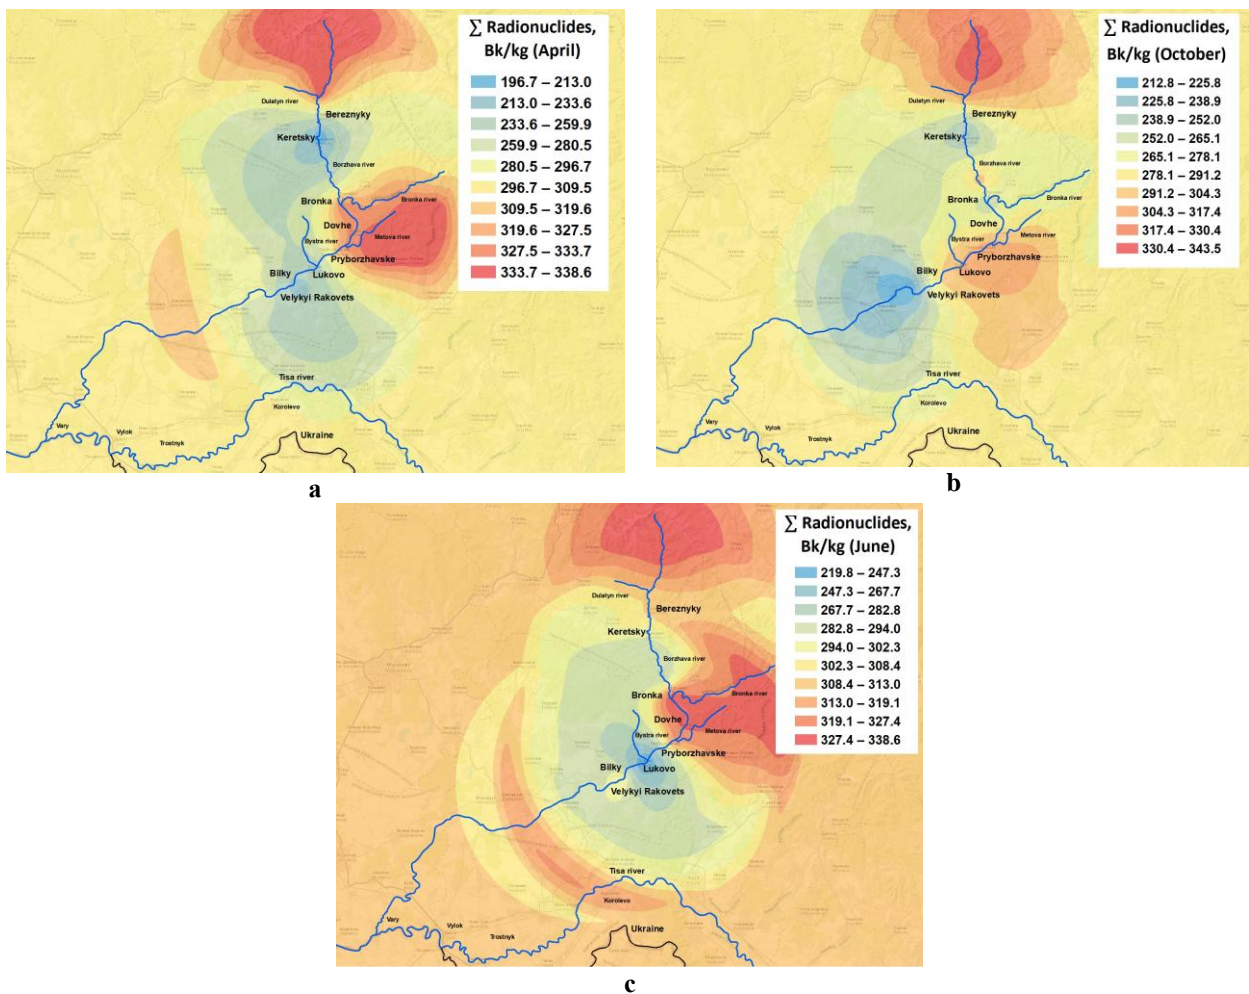 ∑ Radionuclides,
Bk/kg (April)
196.7 – 213.0
213.0 – 233.6
233.6 – 259.9
259.9 – 280.5
280.5 – 296.7
296.7 – 309.5
309.5 – 319.6
319.6 – 327.5
327.5 – 333.7
333.7 – 338.6
Dulatyn river
Bereznyky
Keretsky
Borzhava river
Bronka
Bronka river
Dovhe
Metova river
Bystra river
Pryborzhavske
Bilky
Lukovo
Velykyi Rakovets
Tisa river
Korolevo
Vary
Vylok
Trostnyk
Ukraine
a
∑ Radionuclides,
Bk/kg (October)
212.8 – 225.8
225.8 – 238.9
238.9 – 252.0
252.0 – 265.1
265.1 – 278.1
278.1 – 291.2
291.2 – 304.3
304.3 – 317.4
317.4 – 330.4
330.4 – 343.5
Dulatyn river
Bereznyky
Keretsky
Borzhava river
Bronka
Bronka river
Dovhe
Metova river
Bystra river
Pryborzhavske
Bilky
Lukovo
Velykyi Rakovets
Tisa river
Korolevo
Vary
Vylok
Trostnyk
Ukraine
b
∑ Radionuclides,
Bk/kg (June)
219.8 – 247.3
247.3 – 267.7
267.7 – 282.8
282.8 – 294.0
294.0 – 302.3
302.3 – 308.4
308.4 – 313.0
313.0 – 319.1
319.1 – 327.4
327.4 – 338.6
Dulatyn river
Bereznyky
Keretsky
Borzhava river
Bronka
Bronka river
Dovhe
Metova river
Bystra river
Pryborzhavske
Bilky
Lukovo
Velykyi Rakovets
Tisa river
Korolevo
Vary
Vylok
Trostnyk
Ukraine
c